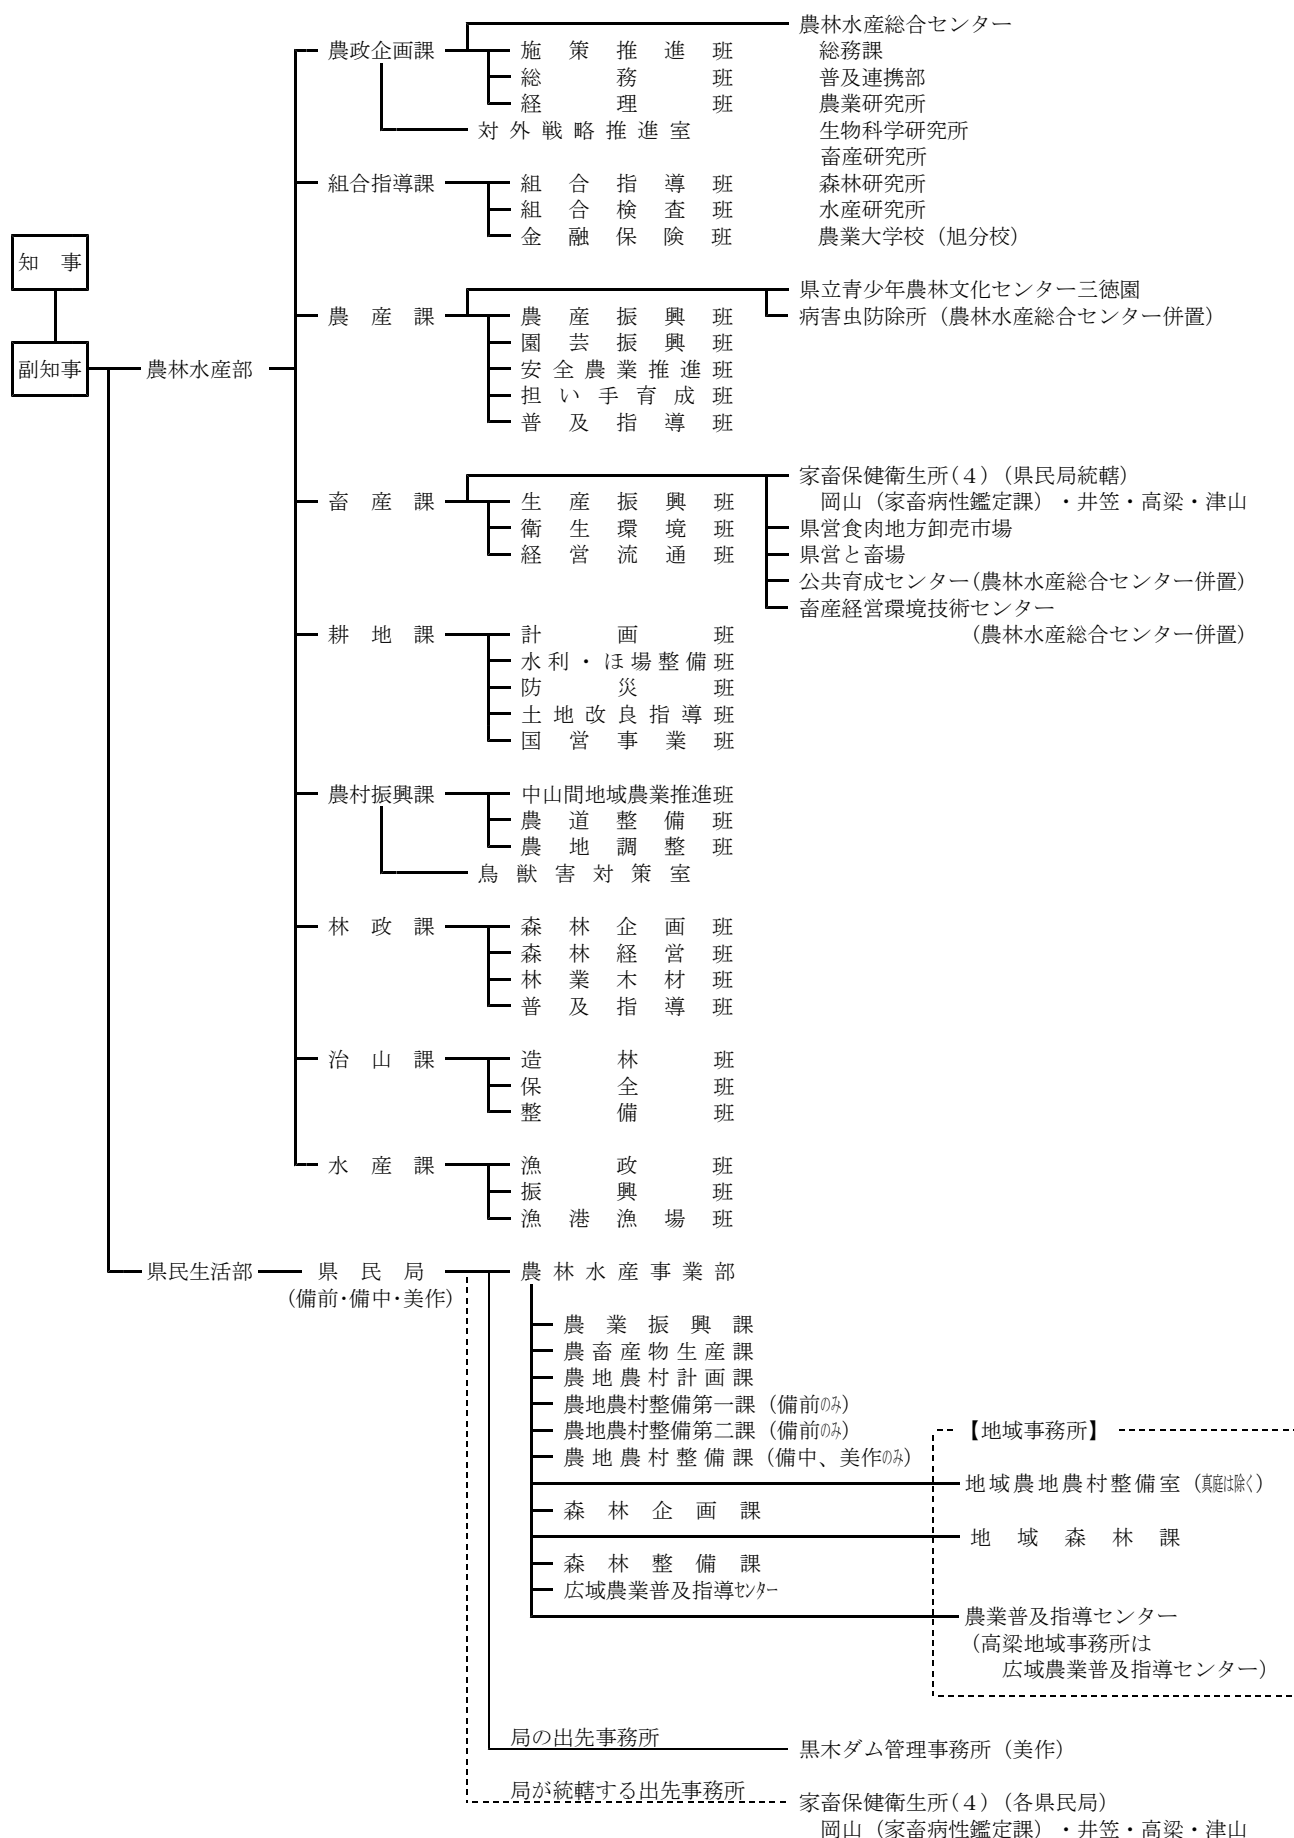 農林水産総合センター
農政企画課 施策推進班 総務課
総務班 普及連携部
経理班 農業研究所
対外戦略推進室 生物科学研究所
畜産研究所
組合指導課 組合指導班 森林研究所
組合検査班 水産研究所
金融保険班 農業大学校（旭分校）
知事
県立青少年農林文化センター三徳園
農産課 農産振興班 病害虫防除所（農林水産総合センター併置）
園芸振興班
副知事 農林水産部 安全農業推進班
担い手育成班
普及指導班
家畜保健衛生所(４)（県民局統轄）
畜産課 生産振興班 岡山（家畜病性鑑定課）・井笠・高梁・津山
衛生環境班 県営食肉地方卸売市場
経営流通班 県営と畜場
公共育成センター(農林水産総合センター併置)
畜産経営環境技術センター
耕地課 計画班 (農林水産総合センター併置)
水利・ほ場整備班
防災班
土地改良指導班
国営事業班
農村振興課 中山間地域農業推進班
農道整備班
農地調整班
鳥獣害対策室
林政課 森林企画班
森林経営班
林業木材班
普及指導班
治山課 造林班
保全班
整備班
水産課 漁政班
振興班
漁港漁場班
県民生活部 県民局 農林水産事業部
(備前･備中･美作)
農業振興課
農畜産物生産課
農地農村計画課
農地農村整備第一課（備前のみ）
農地農村整備第二課（備前のみ） 【地域事務所】
農地農村整備課（備中、美作のみ）
地域農地農村整備室（真庭は除く）
森林企画課
地域森林課
森林整備課
広域農業普及指導ｾﾝﾀｰ
農業普及指導センター
（高梁地域事務所は
広域農業普及指導センター）
局の出先事務所
黒木ダム管理事務所（美作）
局が統轄する出先事務所
家畜保健衛生所(４)（各県民局）
岡山（家畜病性鑑定課）・井笠・高梁・津山